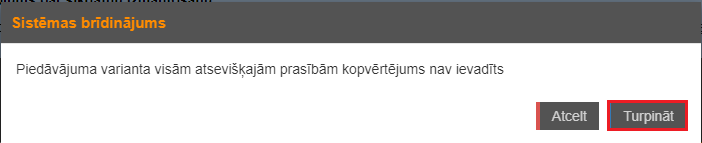 Sistēmas brīdinājums
Piedāvājuma varianta visām atsevišķajām prasībām kopvērtējums nav ievadīts
Atcelt
Turpināt